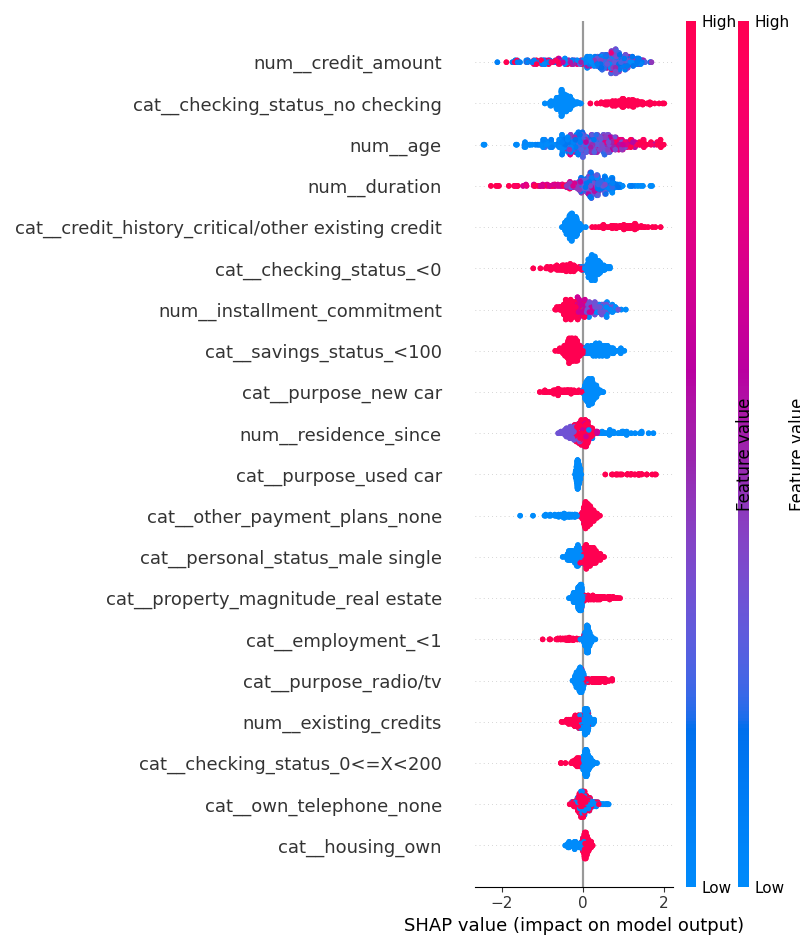 High
High
num__credit_amount
cat__checking_status_no checking
num__age
num__duration
cat__credit_history_critical/other existing credit
cat__checking_status_<0
num__installment_commitment
cat__savings_status_<100
cat__purpose_new car
num__residence_since
cat__purpose_used car
cat__other_payment_plans_none
cat__personal_status_male single
cat__property_magnitude_real estate
cat__employment_<1
cat__purpose_radio/tv
num__existing_credits
cat__checking_status_0<=X<200
cat__own_telephone_none
cat__housing_own
Feature value
Feature value
Low
Low
−2
0
2
SHAP value (impact on model output)